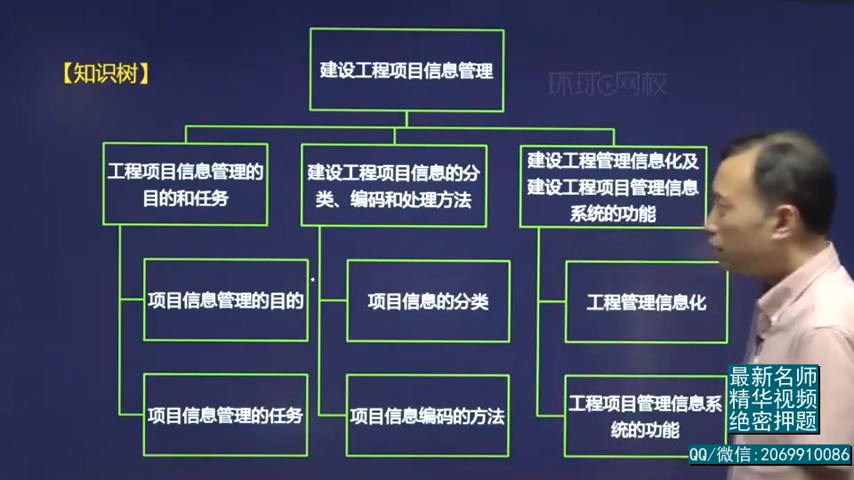 【知识树】
建设工程项目信息管理
环球网校
工程项目信息管理的
目的和任务
建设工程项目信息的分
类、编码和处理方法
建设工程管理信息化及
建设工程项目管理信息
系统的功能
项目信息管理的目的
项目信息的分类
工程管理信息化
项目信息管理的任务
项目信息编码的方法
工程项目管理信息系
统的功能
最新名师
精华视频
绝密押题
QQ/微信:2069910086